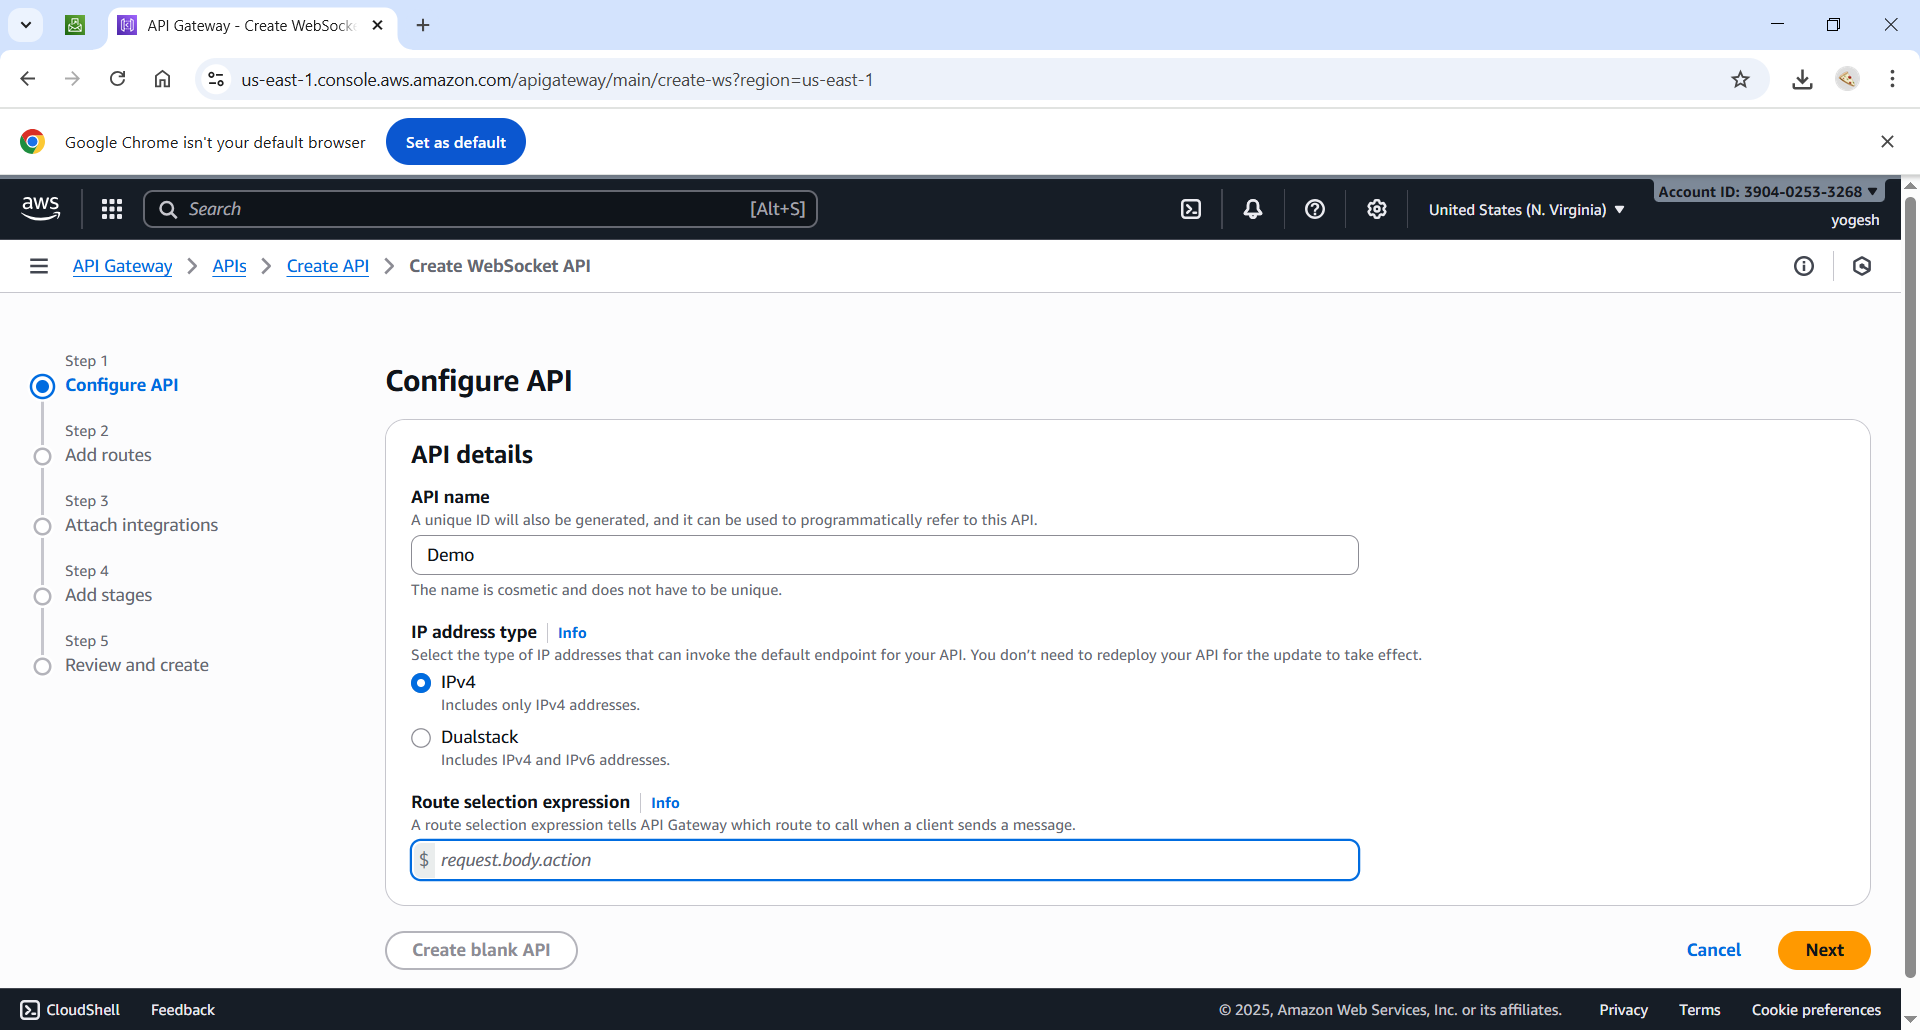 API Gateway - Create WebSocke
us-east-1.console.aws.amazon.com/apigateway/main/create-ws?region=us-east-1
Google Chrome isn't your default browser
Set as default
aws
Search
[Alt+S]
United States (N. Virginia)
Account ID: 3904-0253-3268
yogesh
API Gateway
APIs
Create API
Create WebSocket API
Step 1
Configure API
Step 2
Add routes
Step 3
Attach integrations
Step 4
Add stages
Step 5
Review and create
Configure API
API details
API name
A unique ID will also be generated, and it can be used to programmatically refer to this API.
Demo
The name is cosmetic and does not have to be unique.
IP address type
Info
Select the type of IP addresses that can invoke the default endpoint for your API. You don’t need to redeploy your API for the update to take effect.
IPv4
Includes only IPv4 addresses.
Dualstack
Includes IPv4 and IPv6 addresses.
Route selection expression
Info
A route selection expression tells API Gateway which route to call when a client sends a message.
$ request.body.action
Create blank API
Cancel
Next
CloudShell
Feedback
© 2025, Amazon Web Services, Inc. or its affiliates.
Privacy
Terms
Cookie preferences